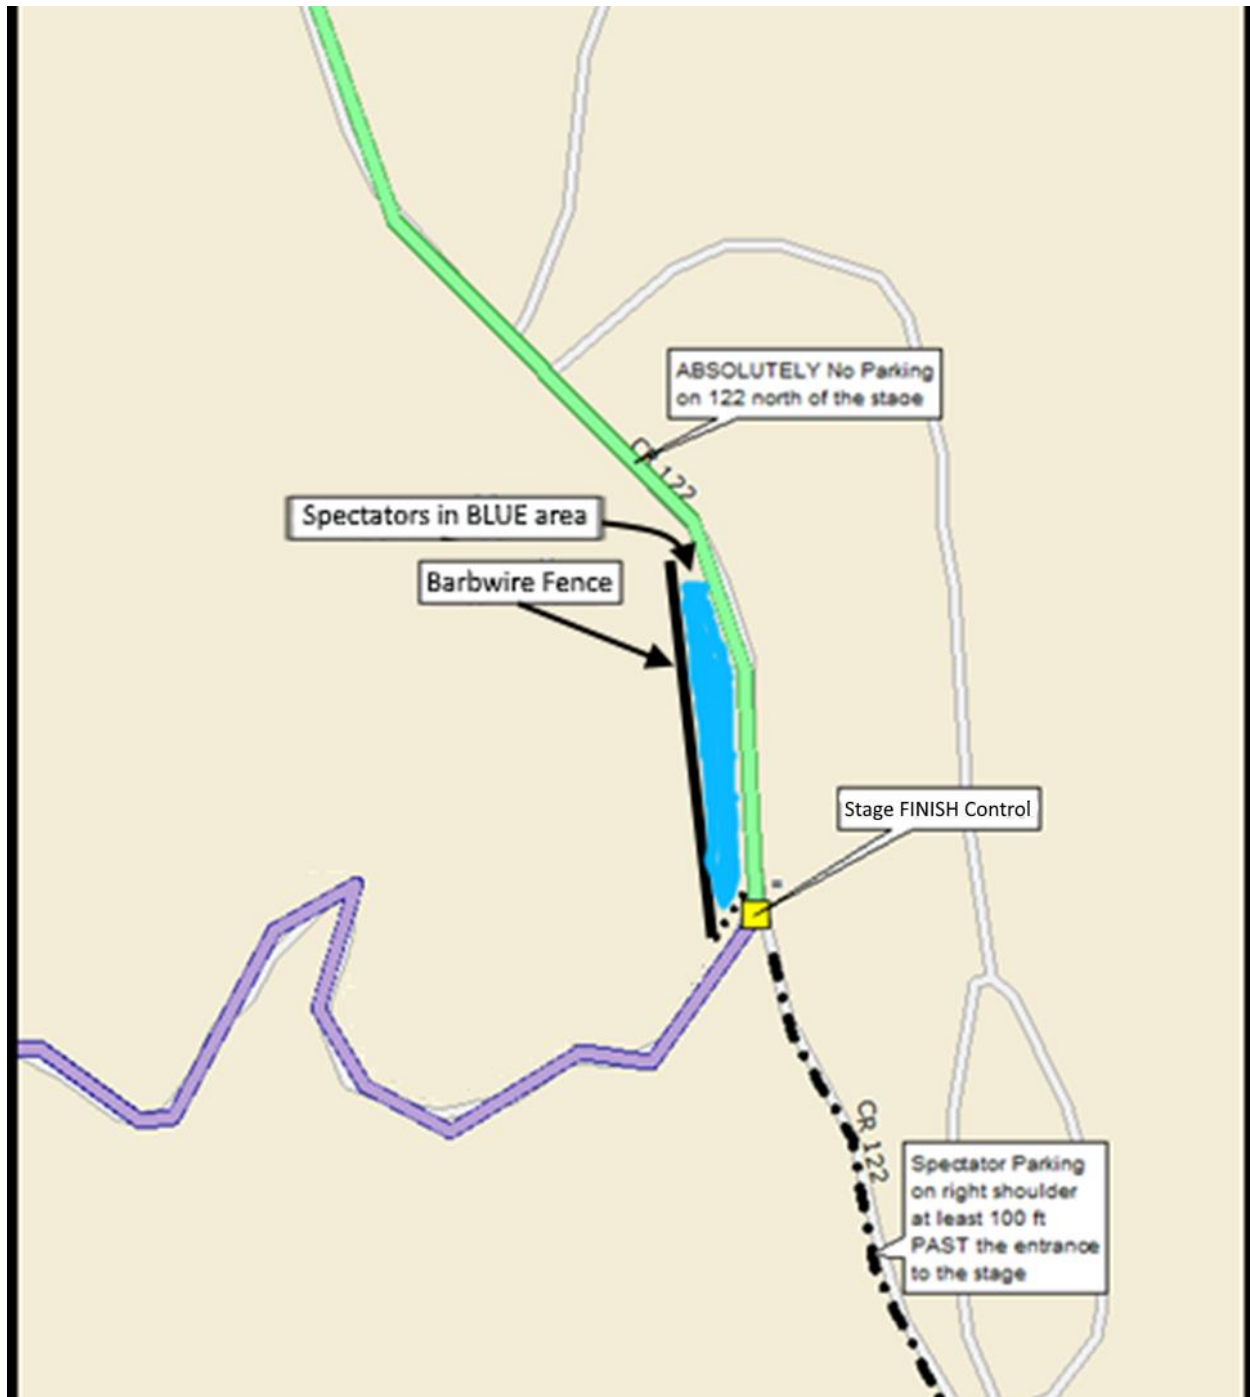 ABSOLUTELY No Parking
on 122 north of the stage
CR 122
Spectators in BLUE area
Barbwire Fence
Stage FINISH Control
CR 122
Spectator Parking
on right shoulder
at least 100 ft
PAST the entrance
to the stage